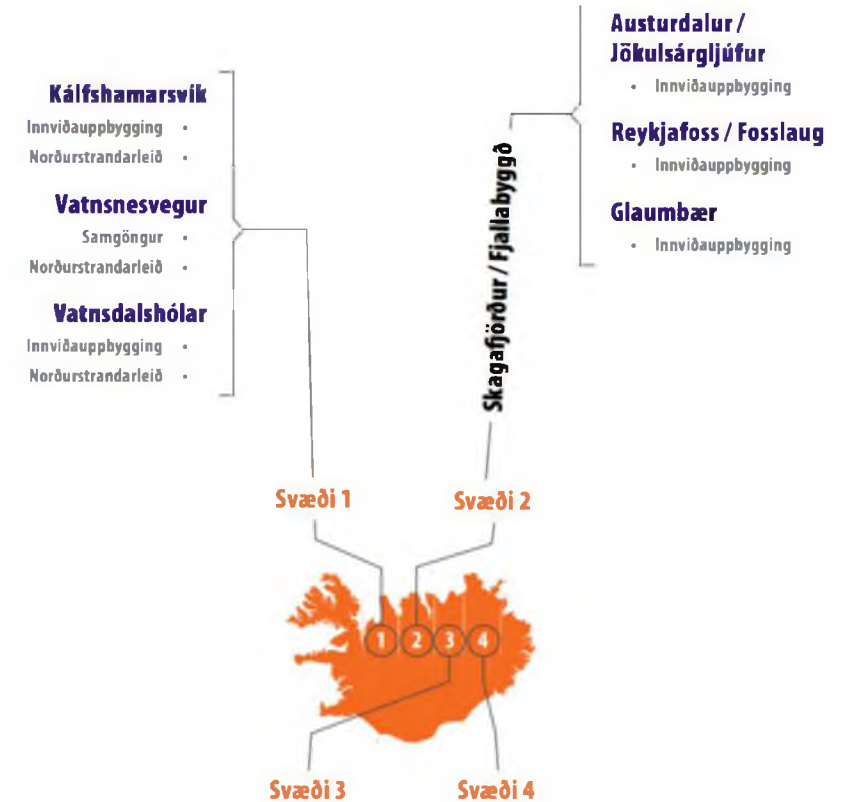 Kálfshamarsvík
Innviðauppbygging •
Norðurstrandarleið •
Vatnsnesvegur
Samgöngur •
Norðurstrandarleið •
Vatnsdalshólar
Innviðauppbygging •
Norðurstrandarleið •
Svæði 1
Austurdalur /
Jökulsárgljúfur
• Innviðauppbygging
Reykjafoss / Fosslaug
• Innviðauppbygging
Glaumbær
• Innviðauppbygging
Skagafjörður / Fjallabyggð
Svæði 2
1
2
3
4
Svæði 3
Svæði 4